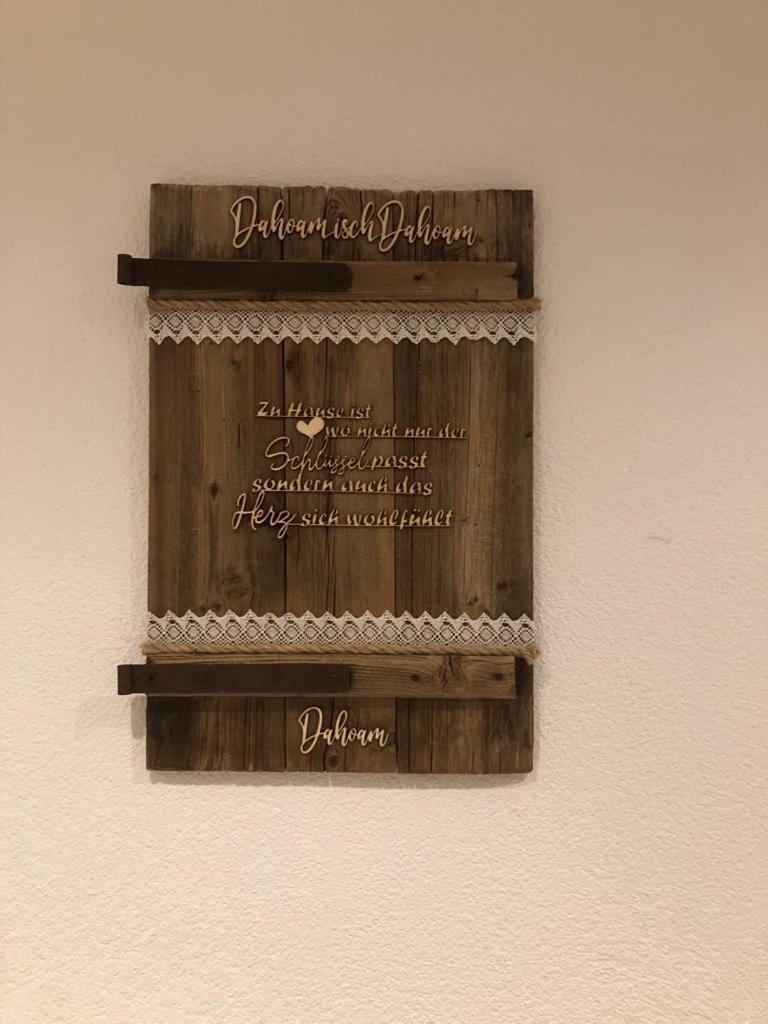 Dahoam isch Dahoam
Zu Hause ist
wo nicht nur der
Schlüssel passt
sondern auch das
Herz sich wohlfühlt
Dahoam